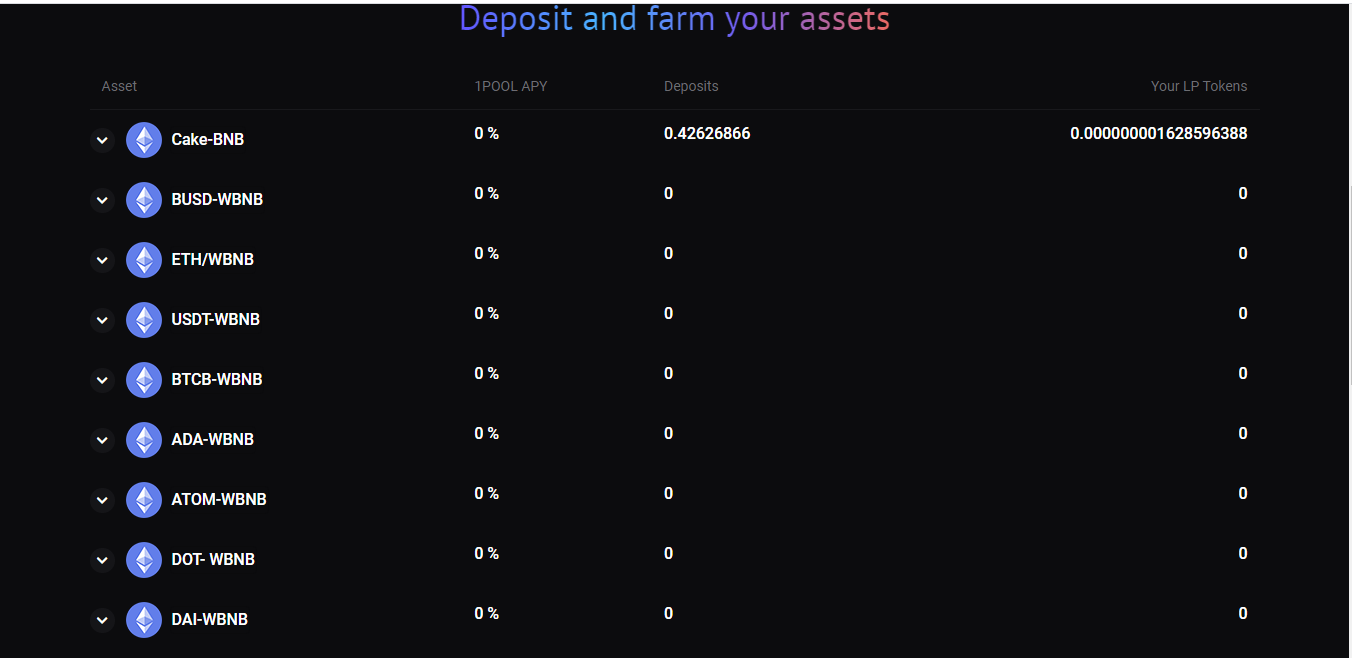 Deposit and farm your assets
Asset 1POOL APY Deposits Your LP Tokens
Cake-BNB 0 % 0.42626866 0.000000001628596388
BUSD-WBNB 0 % 0 0
ETH/WBNB 0 % 0 0
USDT-WBNB 0 % 0 0
BTCB-WBNB 0 % 0 0
ADA-WBNB 0 % 0 0
ATOM-WBNB 0 % 0 0
DOT- WBNB 0 % 0 0
DAI-WBNB 0 % 0 0